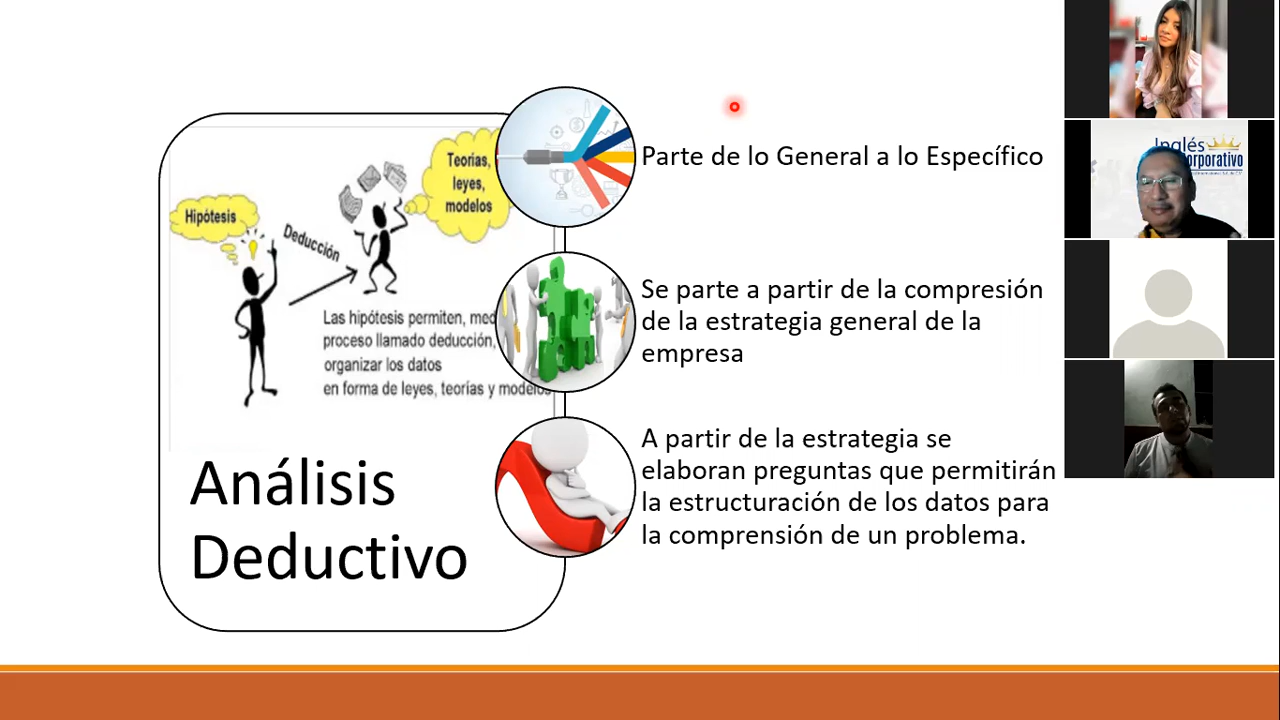 Teorías,
leyes,
modelos
Hipótesis
Deducción
Las hipótesis permiten,
proceso llamado deducción,
organizar los datos
en forma de leyes, teorías y modelos
Análisis
Deductivo
Parte de lo General a lo Específico
Se parte a partir de la compresión
de la estrategia general de la
empresa
A partir de la estrategia se
elaboran preguntas que permitirán
la estructuración de los datos para
la comprensión de un problema.
Inglés